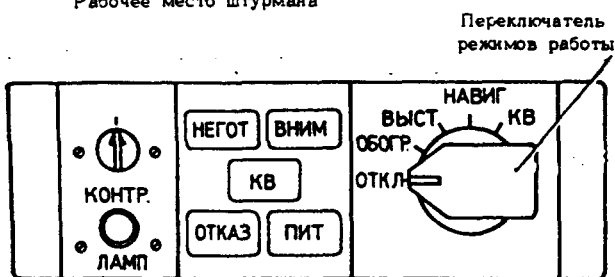 Рабочее место штурмана
Переключатель
режимов работы
НАВИГ
ВЫСТ. КВ
ОБОГР.
ОТКЛ
НЕГОТ ВНИМ
КВ
ОТКАЗ ПИТ
КОНТР.
ЛАМП